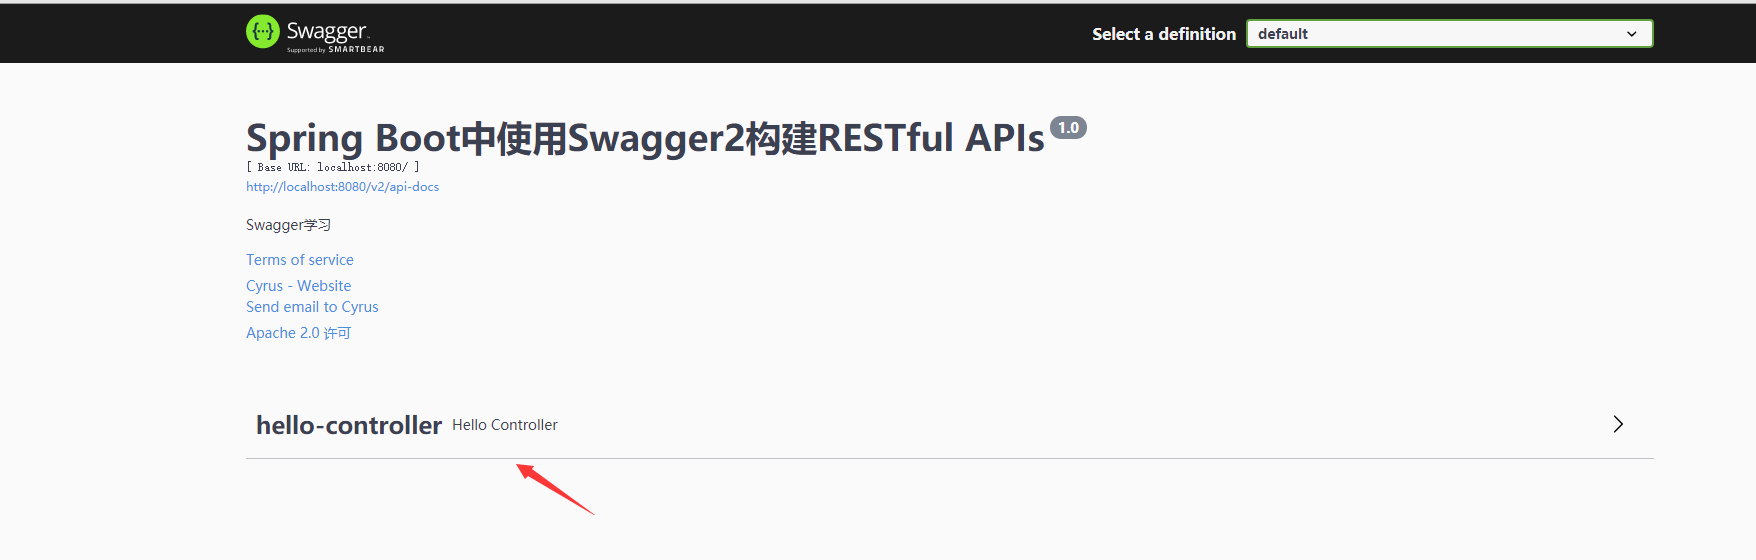 Swagger
Supported by SMARTBEAR
Select a definition
default
Spring Boot中使用Swagger2构建RESTful APIs 1.0
[ Base URL: localhost:8080/ ]
http://localhost:8080/v2/api-docs
Swagger学习
Terms of service
Cyrus - Website
Send email to Cyrus
Apache 2.0 许可
hello-controller Hello Controller